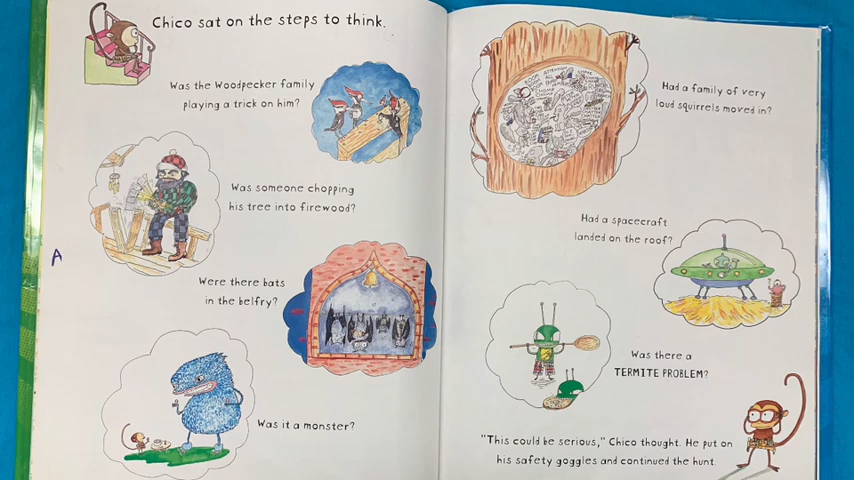 Chico sat on the steps to think.
Was the Woodpecker family
playing a trick on him?
Was someone chopping
his tree into firewood?
A
Were there bats
in the belfry?
Was it a monster?
Had a family of very
loud squirrels moved in?
Had a spacecraft
landed on the roof?
Was there a
TERMITE PROBLEM?
"This could be serious," Chico thought. He put on
his safety goggles and continued the hunt.